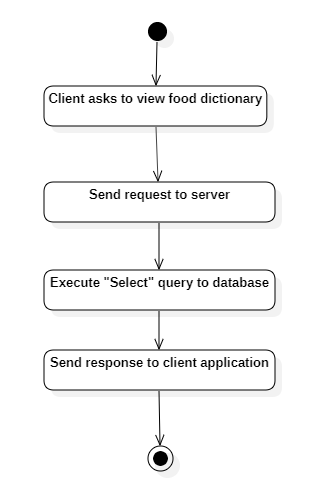 Client asks to view food dictionary
Send request to server
Execute "Select" query to database
Send response to client application